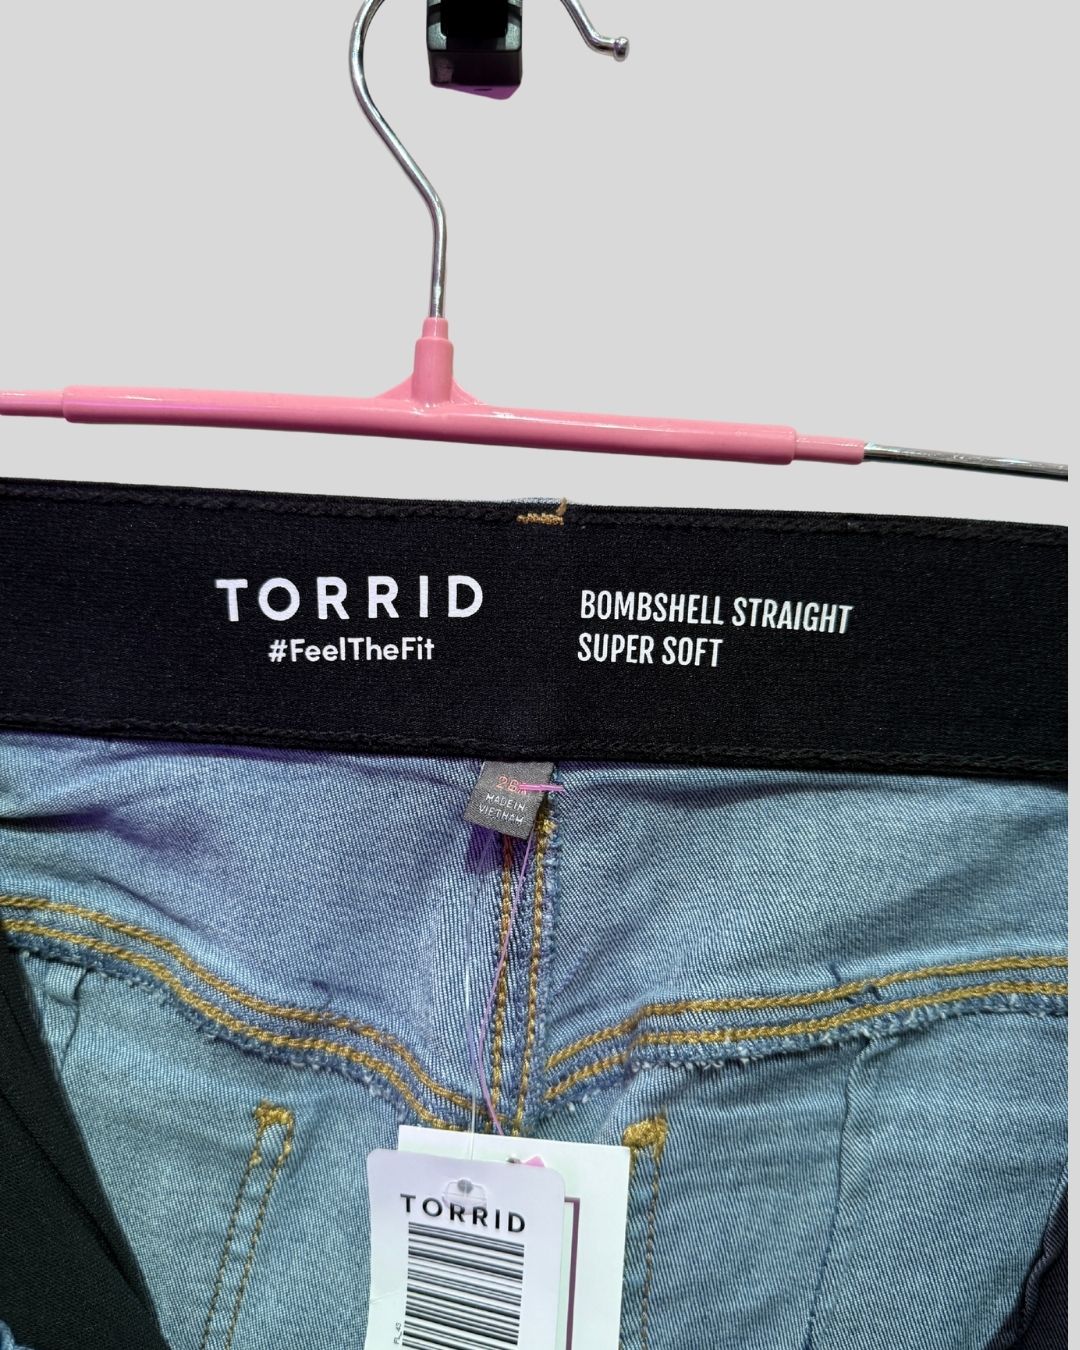 TORRID
#FeelTheFit
BOMBSHELL STRAIGHT
SUPER SOFT
MADE IN
VIETNAM
TORRID